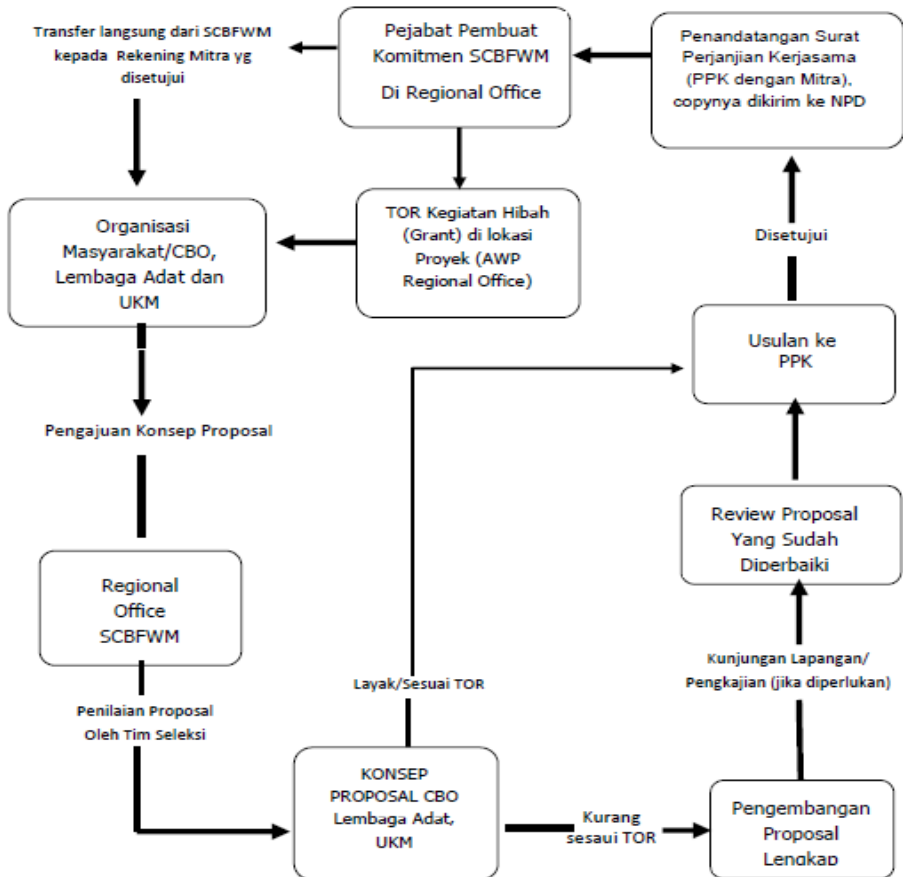 Transfer langsung dari SCBFWM
kepada Rekening Mitra yg
disetujui
Pejabat Pembuat
Komitmen SCBFWM
Di Regional Office
Penandatangan Surat
Perjanjian Kerjasama
(PPK dengan Mitra),
copynya dikirim ke NPD
Organisasi
Masyarakat/CBO,
Lembaga Adat dan
UKM
TOR Kegiatan Hibah
(Grant) di lokasi
Proyek (AWP
Regional Office)
Disetujui
Usulan ke
PPK
Pengajuan Konsep Proposal
Review Proposal
Yang Sudah
Diperbaiki
Regional
Office
SCBFWM
Kunjungan Lapangan/
Pengkajian (jika diperlukan)
Layak/Sesuai TOR
Penilaian Proposal
Oleh Tim Seleksi
KONSEP
PROPOSAL CBO
Lembaga Adat,
UKM
Kurang
sesaui TOR
Pengembangan
Proposal
Lengkap